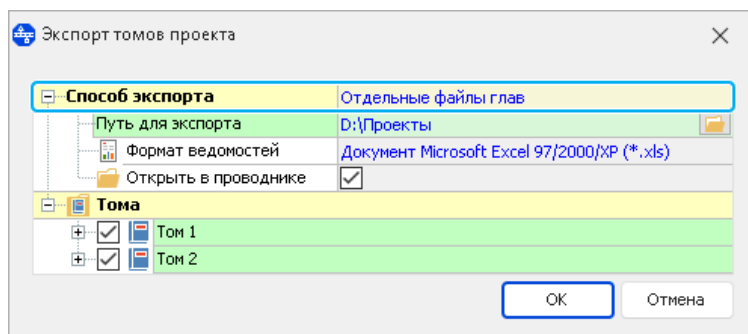 Экспорт томов проекта
Способ экспорта Отдельные файлы глав
Путь для экспорта D:\Проекты
Формат ведомостей Документ Microsoft Excel 97/2000/XP (*.xls)
Открыть в проводнике
Тома
Том 1
Том 2
ОК Отмена